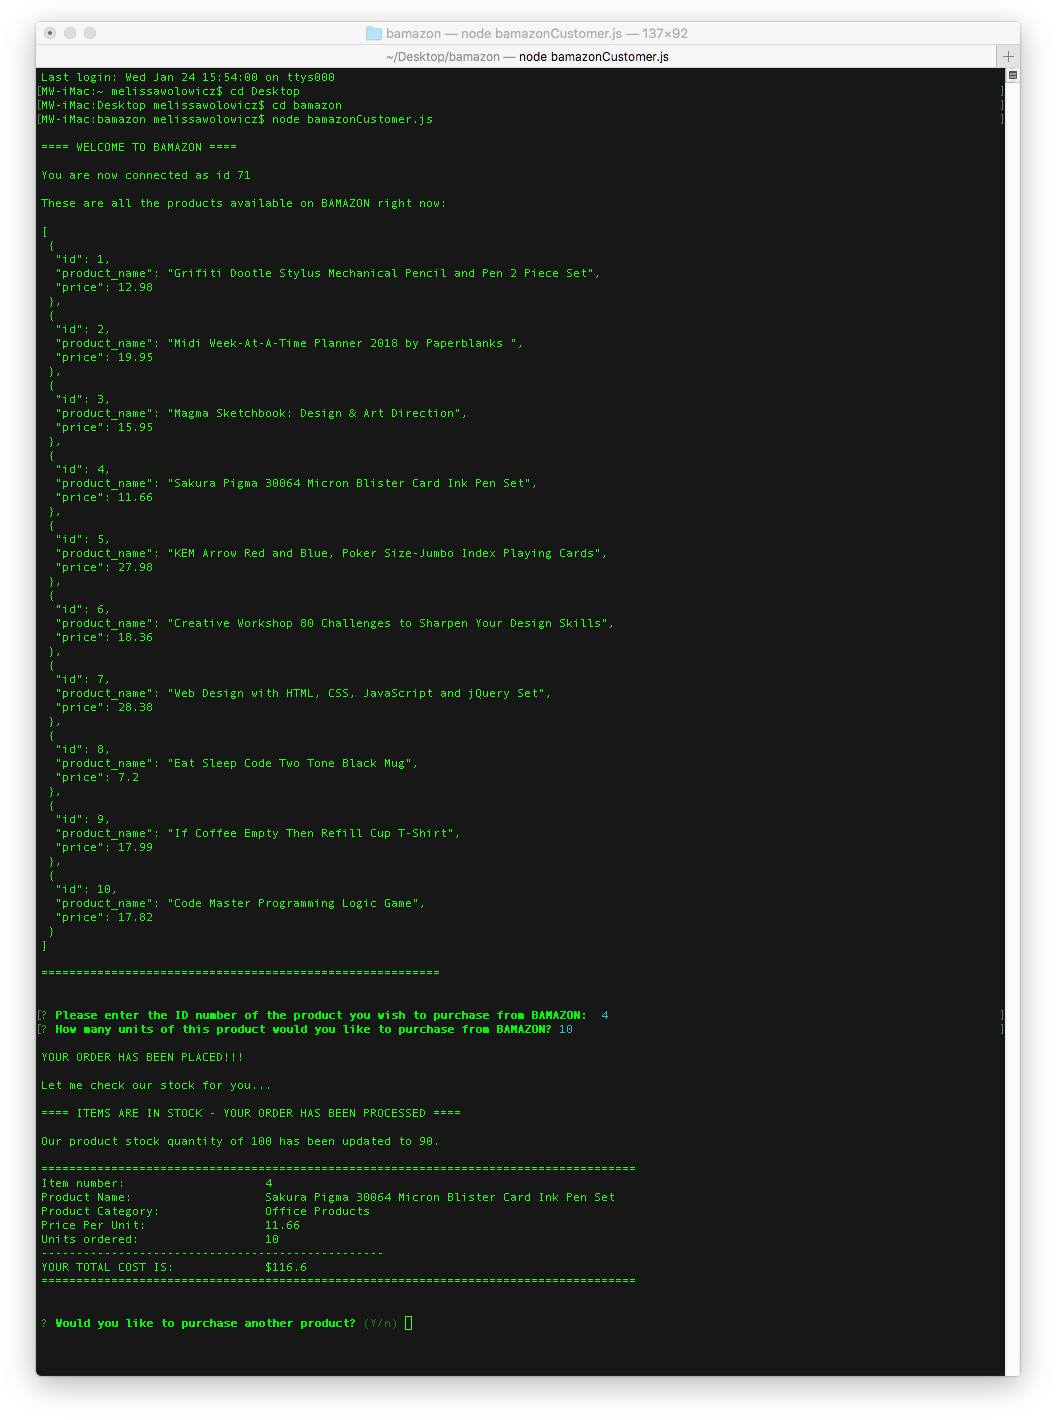 bamazon — node bamazonCustomer.js — 137×92
~/Desktop/bamazon — node bamazonCustomer.js
Last login: Wed Jan 24 15:54:00 on ttys000
[MW-iMac:~ melissawolowicz$ cd Desktop ]
[MW-iMac:Desktop melissawolowicz$ cd bamazon ]
[MW-iMac:bamazon melissawolowicz$ node bamazonCustomer.js ]
==== WELCOME TO BAMAZON ====
You are now connected as id 71
These are all the products available on BAMAZON right now:
[
{
"id": 1,
"product_name": "Grifiti Dootle Stylus Mechanical Pencil and Pen 2 Piece Set",
"price": 12.98
},
{
"id": 2,
"product_name": "Midi Week-At-A-Time Planner 2018 by Paperblanks ",
"price": 19.95
},
{
"id": 3,
"product_name": "Magma Sketchbook: Design & Art Direction",
"price": 15.95
},
{
"id": 4,
"product_name": "Sakura Pigma 30064 Micron Blister Card Ink Pen Set",
"price": 11.66
},
{
"id": 5,
"product_name": "KEM Arrow Red and Blue, Poker Size-Jumbo Index Playing Cards",
"price": 27.98
},
{
"id": 6,
"product_name": "Creative Workshop 80 Challenges to Sharpen Your Design Skills",
"price": 18.36
},
{
"id": 7,
"product_name": "Web Design with HTML, CSS, JavaScript and jQuery Set",
"price": 28.38
},
{
"id": 8,
"product_name": "Eat Sleep Code Two Tone Black Mug",
"price": 7.2
},
{
"id": 9,
"product_name": "If Coffee Empty Then Refill Cup T-Shirt",
"price": 17.99
},
{
"id": 10,
"product_name": "Code Master Programming Logic Game",
"price": 17.82
}
]
=========================================================
[? Please enter the ID number of the product you wish to purchase from BAMAZON:  4 ]
[? How many units of this product would you like to purchase from BAMAZON? 10 ]
YOUR ORDER HAS BEEN PLACED!!!
Let me check our stock for you...
==== ITEMS ARE IN STOCK - YOUR ORDER HAS BEEN PROCESSED ====
Our product stock quantity of 100 has been updated to 90.
=====================================================================================
Item number: 4
Product Name: Sakura Pigma 30064 Micron Blister Card Ink Pen Set
Product Category: Office Products
Price Per Unit: 11.66
Units ordered: 10
-------------------------------------------------
YOUR TOTAL COST IS: $116.6
=====================================================================================
? Would you like to purchase another product? (Y/n)